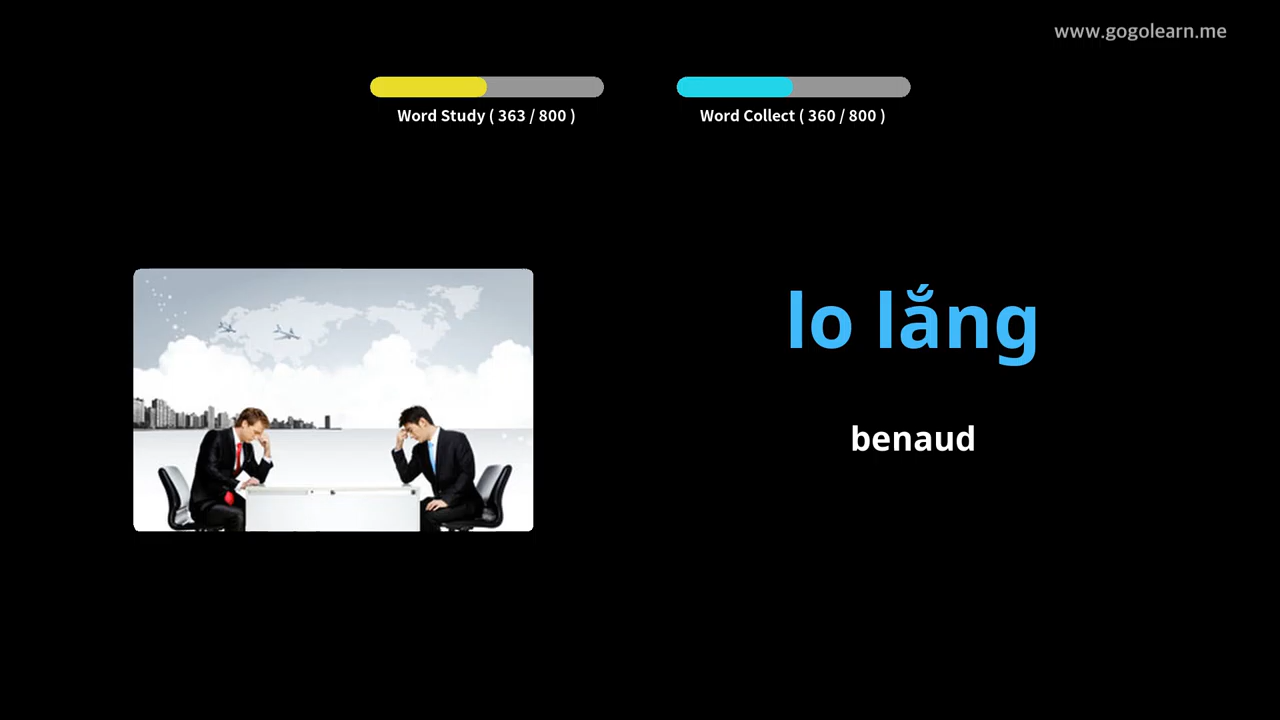 www.gogolearn.me
Word Study ( 363 / 800 )
Word Collect ( 360 / 800 )
lo lắng
benaud